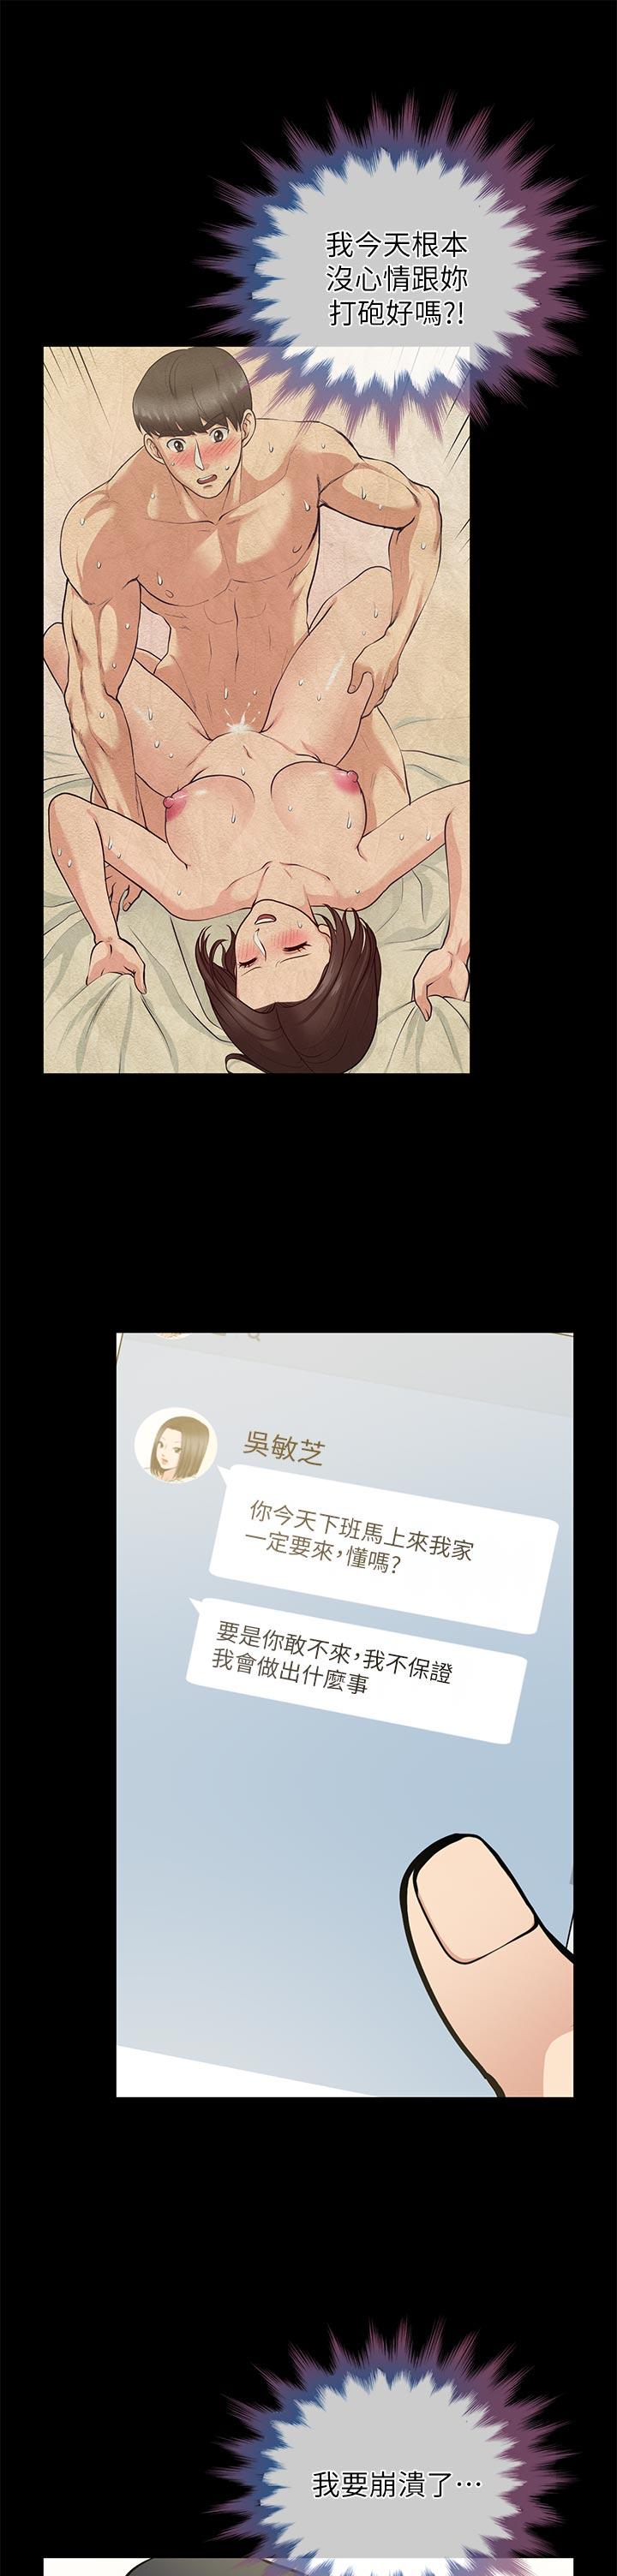 我今天根本
沒心情跟妳
打砲好嗎?!
吳敏芝
你今天下班馬上來我家
一定要來，懂嗎?
要是你敢不來，我不保證
我會做出什麼事
我要崩潰了⋯